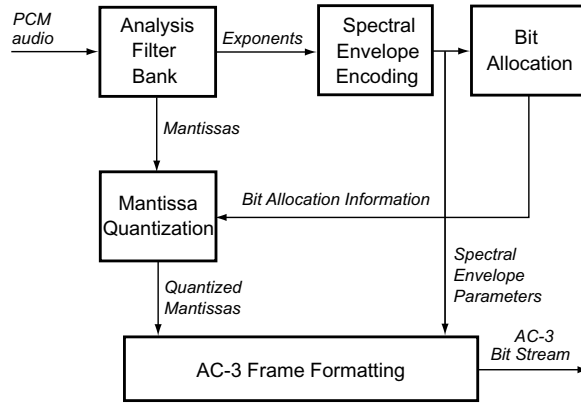 PCM
audio
Analysis
Filter
Bank
Exponents
Spectral
Envelope
Encoding
Bit
Allocation
Mantissas
Mantissa
Quantization
Bit Allocation Information
Quantized
Mantissas
Spectral
Envelope
Parameters
AC-3 Frame Formatting
AC-3
Bit Stream